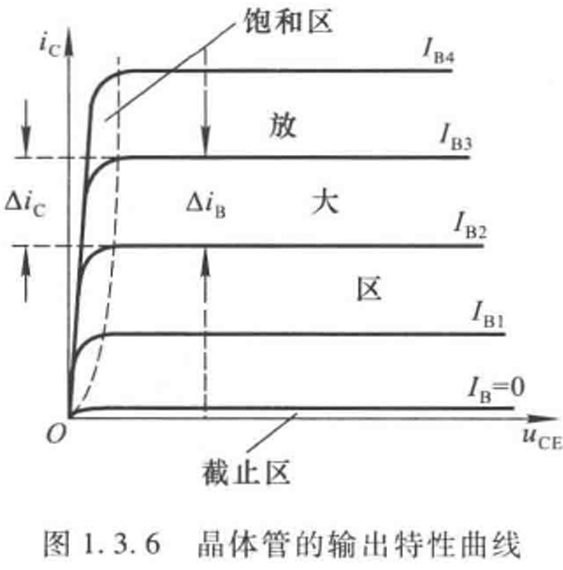 饱和区
iC
IB4
放
IB3
ΔiC
ΔiB
大
IB2
区
IB1
IB=0
O
uCE
截止区
图 1.3.6 晶体管的输出特性曲线